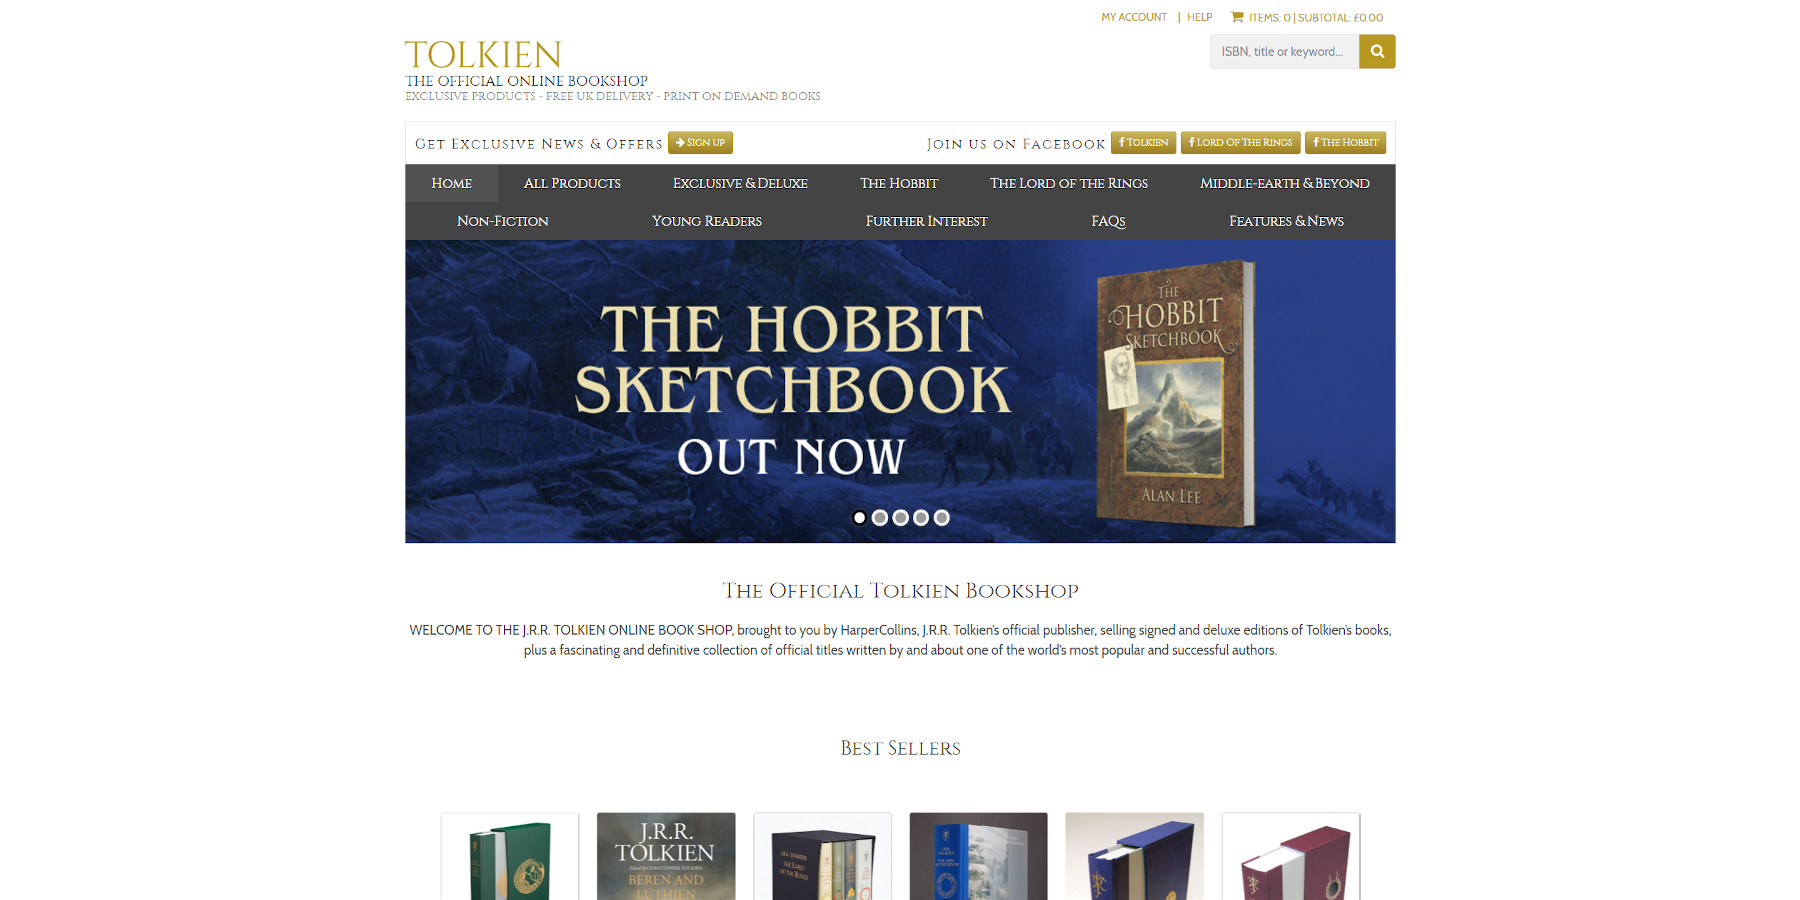 MY ACCOUNT | HELP ITEMS: 0 | SUBTOTAL: £0.00
TOLKIEN
THE OFFICIAL ONLINE BOOKSHOP
EXCLUSIVE PRODUCTS - FREE UK DELIVERY - PRINT ON DEMAND BOOKS
ISBN, title or keyword...
Get Exclusive News & Offers SIGN UP
Join us on Facebook TOLKIEN LORD OF THE RINGS THE HOBBIT
Home All Products Exclusive & Deluxe The Hobbit The Lord of the Rings Middle-earth & Beyond
Non-Fiction Young Readers Further Interest FAQs Features & News
THE HOBBIT
SKETCHBOOK
OUT NOW
THE
HOBBIT
SKETCHBOOK
ALAN LEE
The Official Tolkien Bookshop
WELCOME TO THE J.R.R. TOLKIEN ONLINE BOOK SHOP, brought to you by HarperCollins, J.R.R. Tolkien's official publisher, selling signed and deluxe editions of Tolkien's books,
plus a fascinating and definitive collection of official titles written by and about one of the world's most popular and successful authors.
Best Sellers
J.R.R.
TOLKIEN
BEREN AND
LÚTHIEN
J.R.R. TOLKIEN
THE LORD
OF THE RINGS